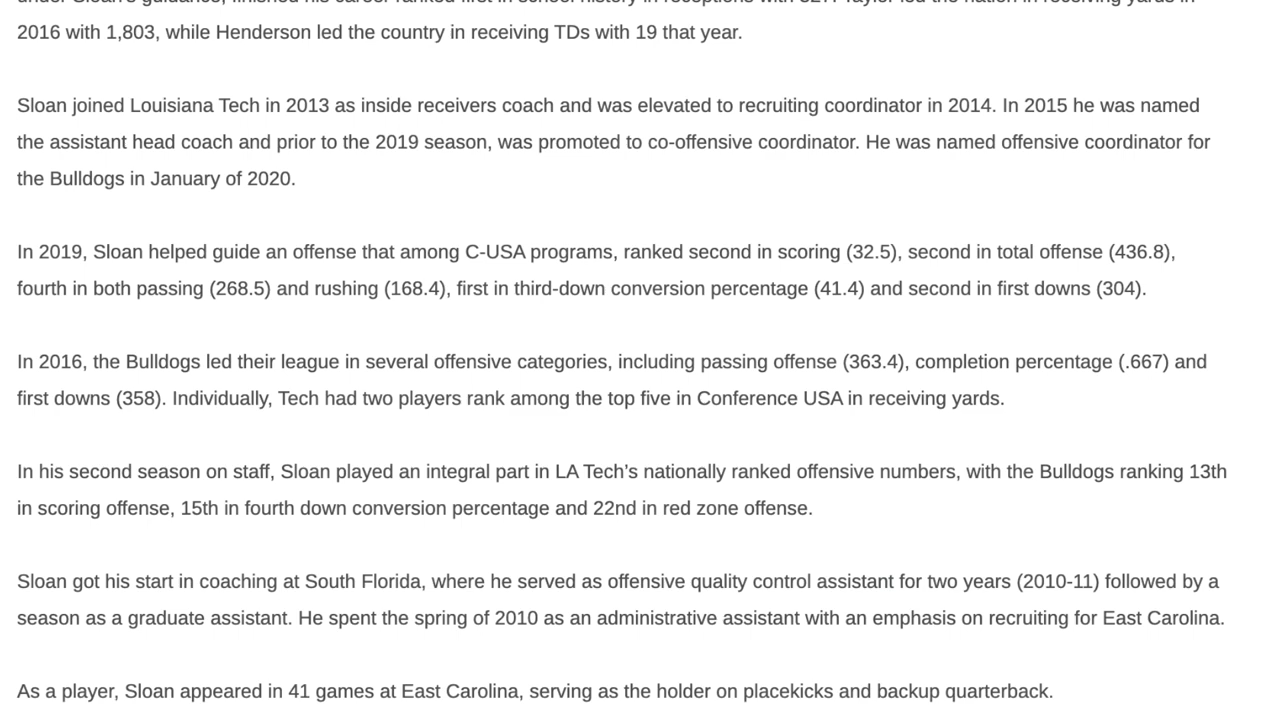 2016 with 1,803, while Henderson led the country in receiving TDs with 19 that year.
Sloan joined Louisiana Tech in 2013 as inside receivers coach and was elevated to recruiting coordinator in 2014. In 2015 he was named
the assistant head coach and prior to the 2019 season, was promoted to co-offensive coordinator. He was named offensive coordinator for
the Bulldogs in January of 2020.
In 2019, Sloan helped guide an offense that among C-USA programs, ranked second in scoring (32.5), second in total offense (436.8),
fourth in both passing (268.5) and rushing (168.4), first in third-down conversion percentage (41.4) and second in first downs (304).
In 2016, the Bulldogs led their league in several offensive categories, including passing offense (363.4), completion percentage (.667) and
first downs (358). Individually, Tech had two players rank among the top five in Conference USA in receiving yards.
In his second season on staff, Sloan played an integral part in LA Tech's nationally ranked offensive numbers, with the Bulldogs ranking 13th
in scoring offense, 15th in fourth down conversion percentage and 22nd in red zone offense.
Sloan got his start in coaching at South Florida, where he served as offensive quality control assistant for two years (2010-11) followed by a
season as a graduate assistant. He spent the spring of 2010 as an administrative assistant with an emphasis on recruiting for East Carolina.
As a player, Sloan appeared in 41 games at East Carolina, serving as the holder on placekicks and backup quarterback.